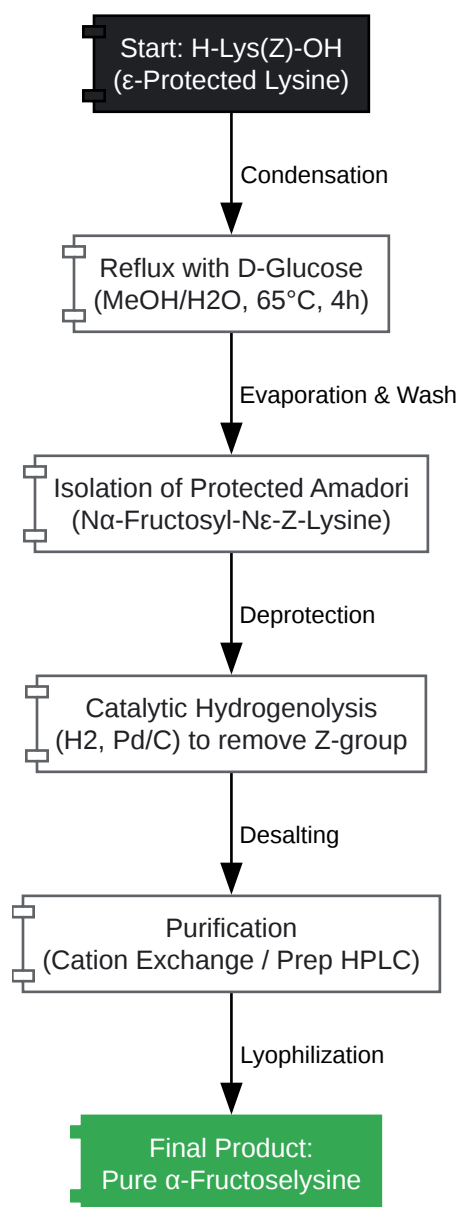 Start: H-Lys(Z)-OH
(ε-Protected Lysine)
Condensation
Reflux with D-Glucose
(MeOH/H2O, 65°C, 4h)
Evaporation & Wash
Isolation of Protected Amadori
(Nα-Fructosyl-Nε-Z-Lysine)
Deprotection
Catalytic Hydrogenolysis
(H2, Pd/C) to remove Z-group
Desalting
Purification
(Cation Exchange / Prep HPLC)
Lyophilization
Final Product:
Pure α-Fructoselysine